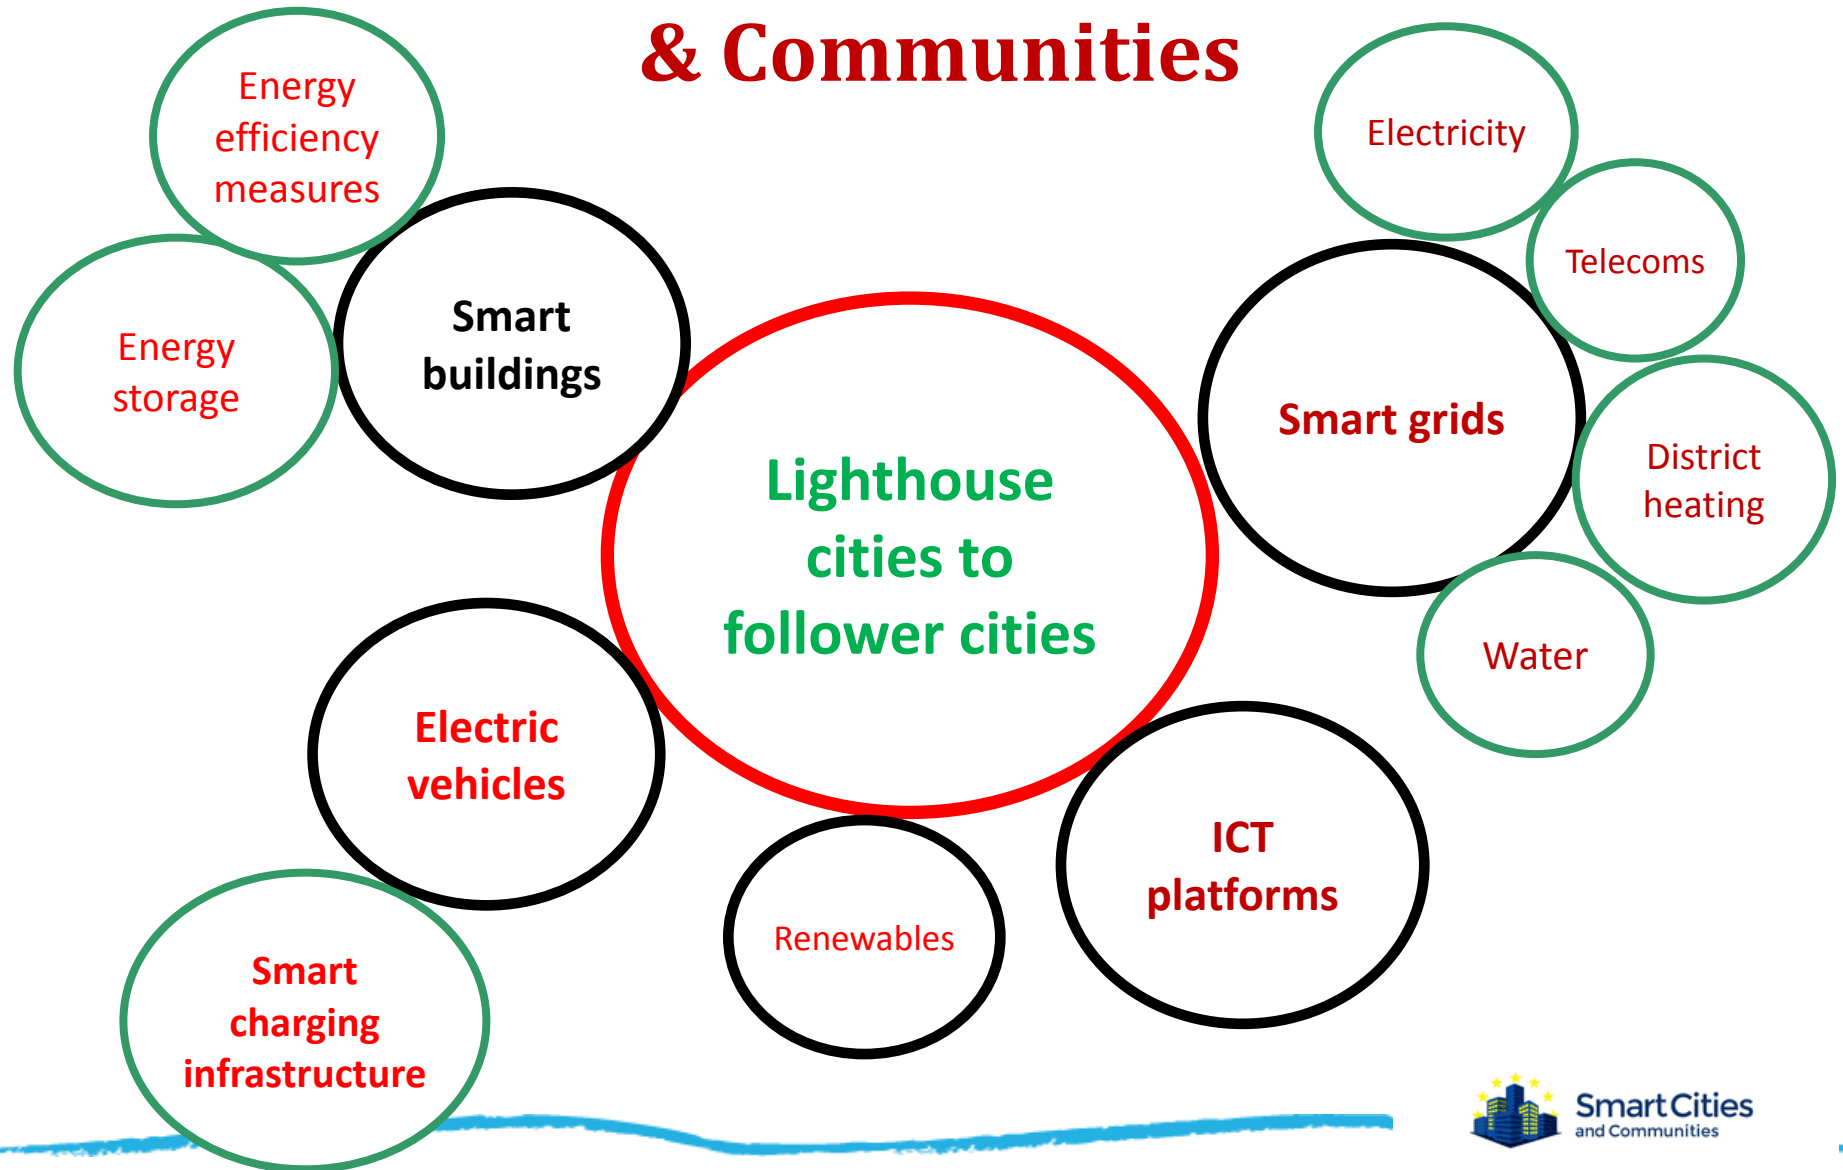 & Communities
Energy
efficiency
measures
Energy
storage
Smart
buildings
Electricity
Telecoms
Smart grids
District
heating
Water
Lighthouse
cities to
follower cities
Electric
vehicles
Smart
charging
infrastructure
Renewables
ICT
platforms
Smart Cities
and Communities